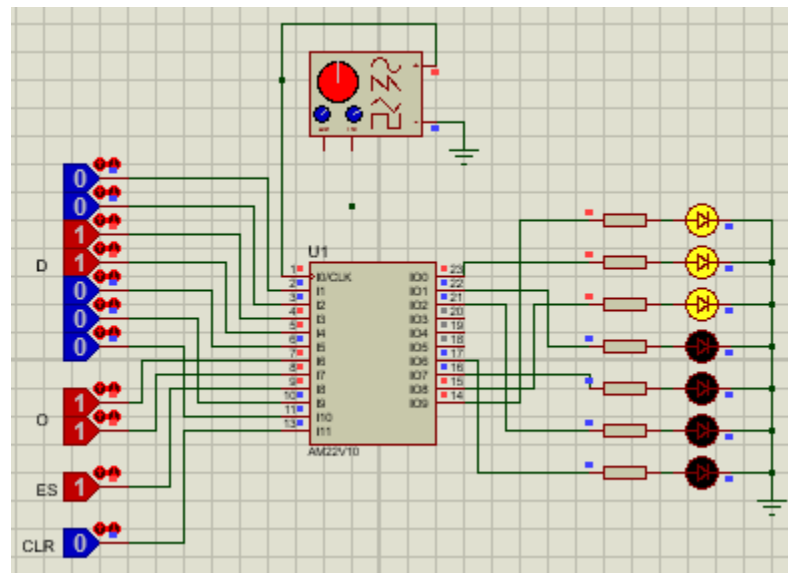 0
0
1
D
1
0
0
0
O
1
1
ES
1
CLR
0
+
-
U1
1
2
3
4
5
6
7
8
9
10
11
13
I0/CLK
I1
I2
I3
I4
I5
I6
I7
I8
I9
I10
I11
IO0
IO1
IO2
IO3
IO4
IO5
IO6
IO7
IO8
IO9
23
22
21
20
19
18
17
16
15
14
AM22V10